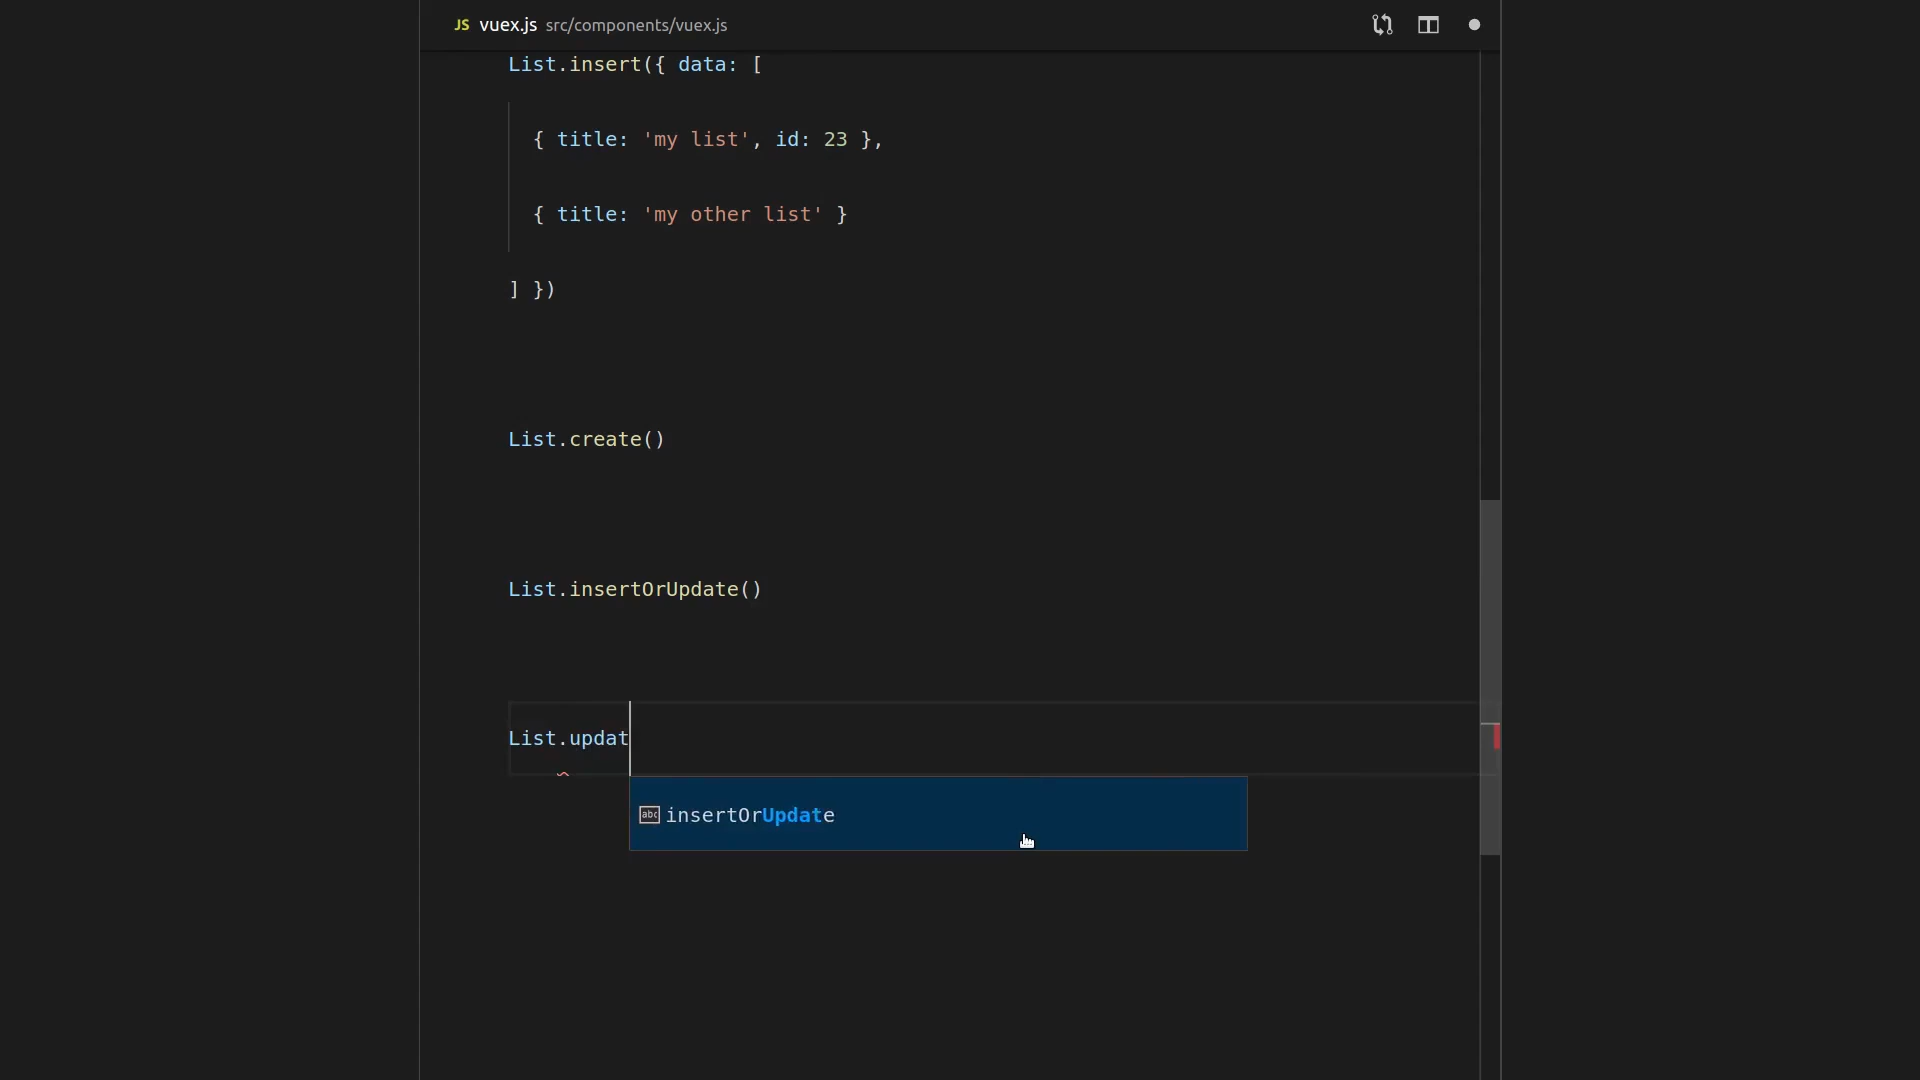 JS vuex.js src/components/vuex.js
List.insert({ data: [
{ title: 'my list', id: 23 },
{ title: 'my other list' }
] })
List.create()
List.insertOrUpdate()
List.updat
abc insertOrUpdate